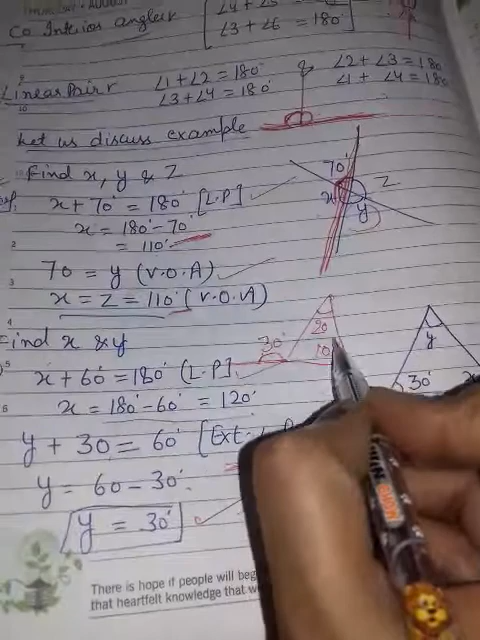 Co Interior angles
∠3 + ∠6 = 180°
Linear Pair
∠1 + ∠2 = 180°
∠3 + ∠4 = 180°
∠2 + ∠3 = 180
∠1 + ∠4 = 180
Let us discuss example
Find x, y & z
x + 70° = 180° [L.P]
x = 180° - 70°
= 110°
70 = y (V.O.A)
x = z = 110° (V.O.A)
70°
x
z
y
Find x & y
x + 60° = 180° (L.P]
x = 180° - 60° = 120°
y + 30 = 60° [Ext.
y = 60 - 30°
y = 30°
30°
20
10
y
30°
x
There is hope if people will beg
that heartfelt knowledge that w